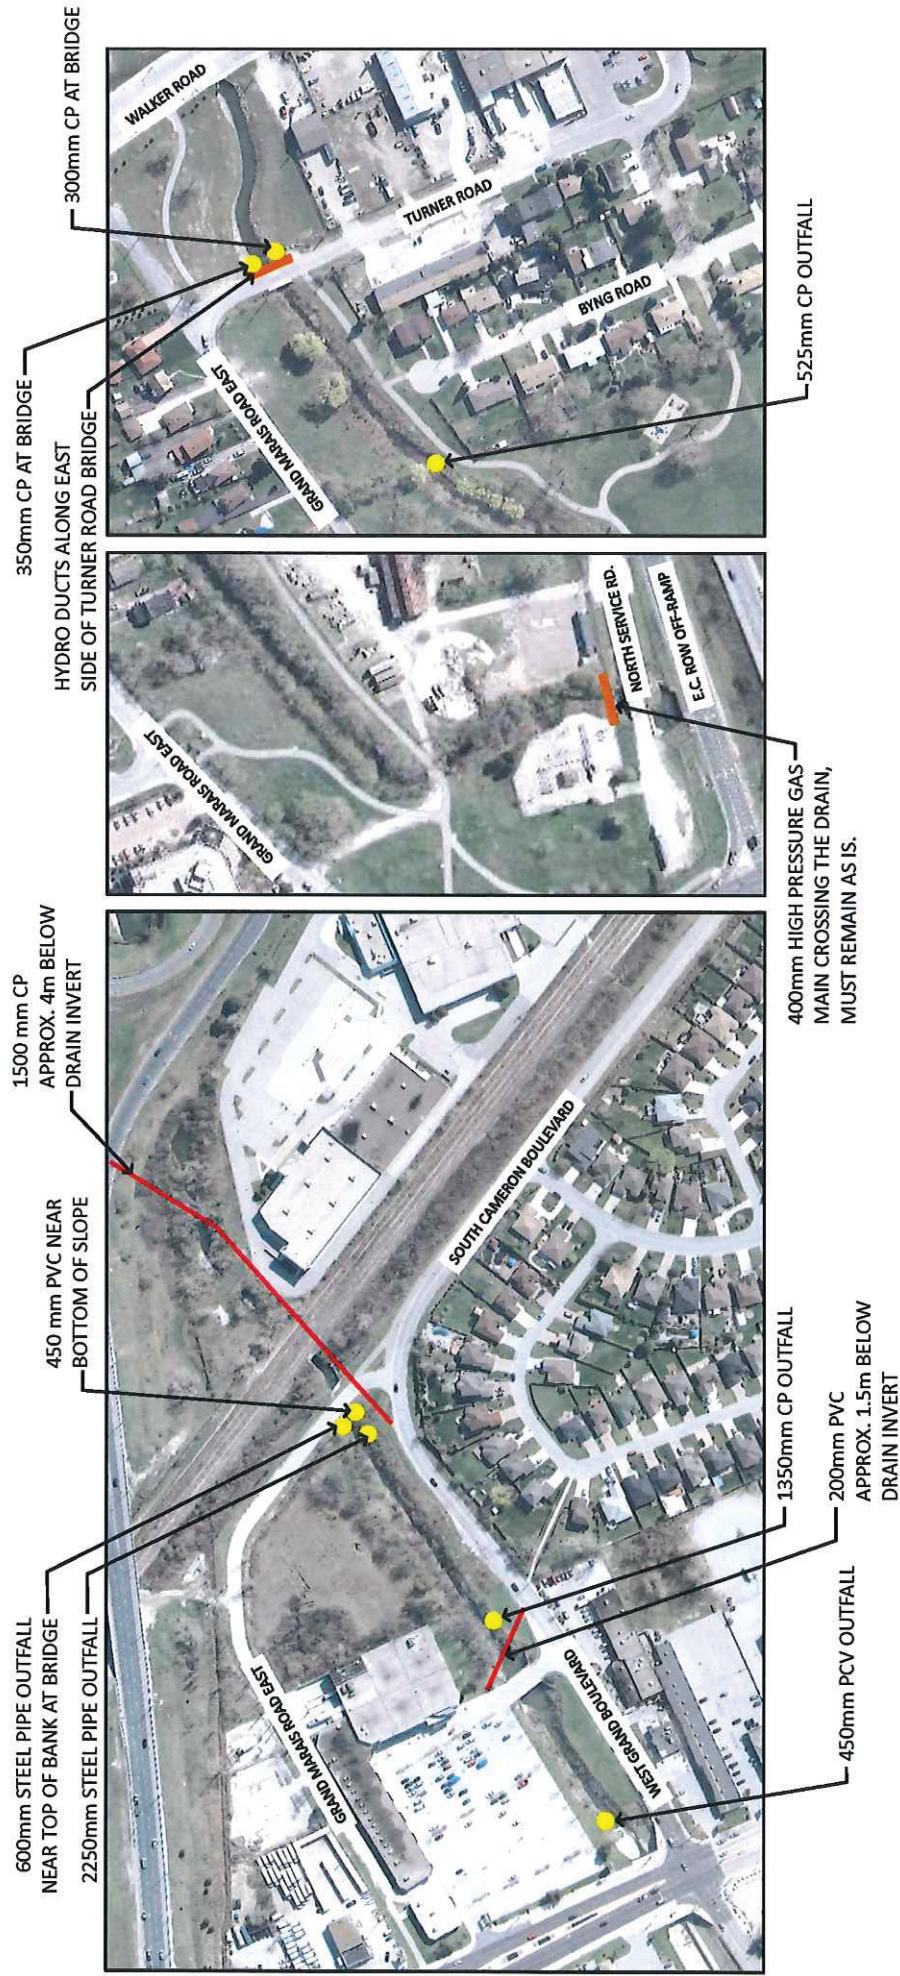 600mm STEEL PIPE OUTFALL
NEAR TOP OF BANK AT BRIDGE
2250mm STEEL PIPE OUTFALL
450 mm PVC NEAR
BOTTOM OF SLOPE
1500 mm CP
APPROX. 4m BELOW
DRAIN INVERT
GRAND MARAIS ROAD EAST
SOUTH CAMERON BOULEVARD
WEST GRAND BOULEVARD
450mm PCV OUTFALL
200mm PVC
APPROX. 1.5m BELOW
DRAIN INVERT
1350mm CP OUTFALL
GRAND MARAIS ROAD EAST
NORTH SERVICE RD.
E.C. ROW OFF-RAMP
400mm HIGH PRESSURE GAS
MAIN CROSSING THE DRAIN,
MUST REMAIN AS IS.
HYDRO DUCTS ALONG EAST
SIDE OF TURNER ROAD BRIDGE
350mm CP AT BRIDGE
300mm CP AT BRIDGE
WALKER ROAD
GRAND MARAIS ROAD EAST
TURNER ROAD
BYNG ROAD
525mm CP OUTFALL